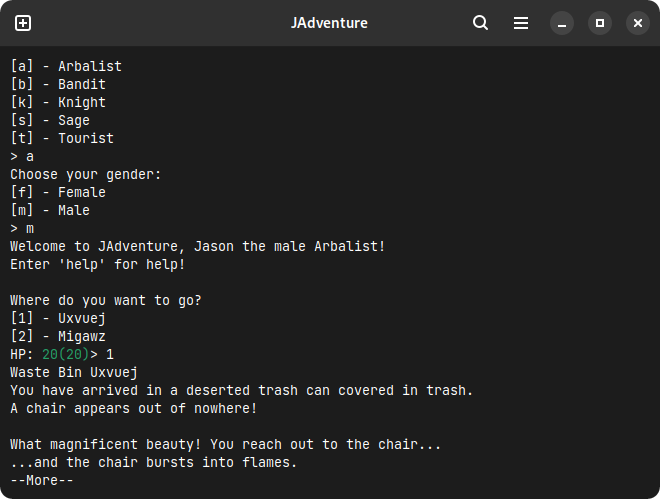 JAdventure
[a] - Arbalist
[b] - Bandit
[k] - Knight
[s] - Sage
[t] - Tourist
> a
Choose your gender:
[f] - Female
[m] - Male
> m
Welcome to JAdventure, Jason the male Arbalist!
Enter 'help' for help!
Where do you want to go?
[1] - Uxvuej
[2] - Migawz
HP: 20(20)> 1
Waste Bin Uxvuej
You have arrived in a deserted trash can covered in trash.
A chair appears out of nowhere!
What magnificent beauty! You reach out to the chair...
...and the chair bursts into flames.
--More--